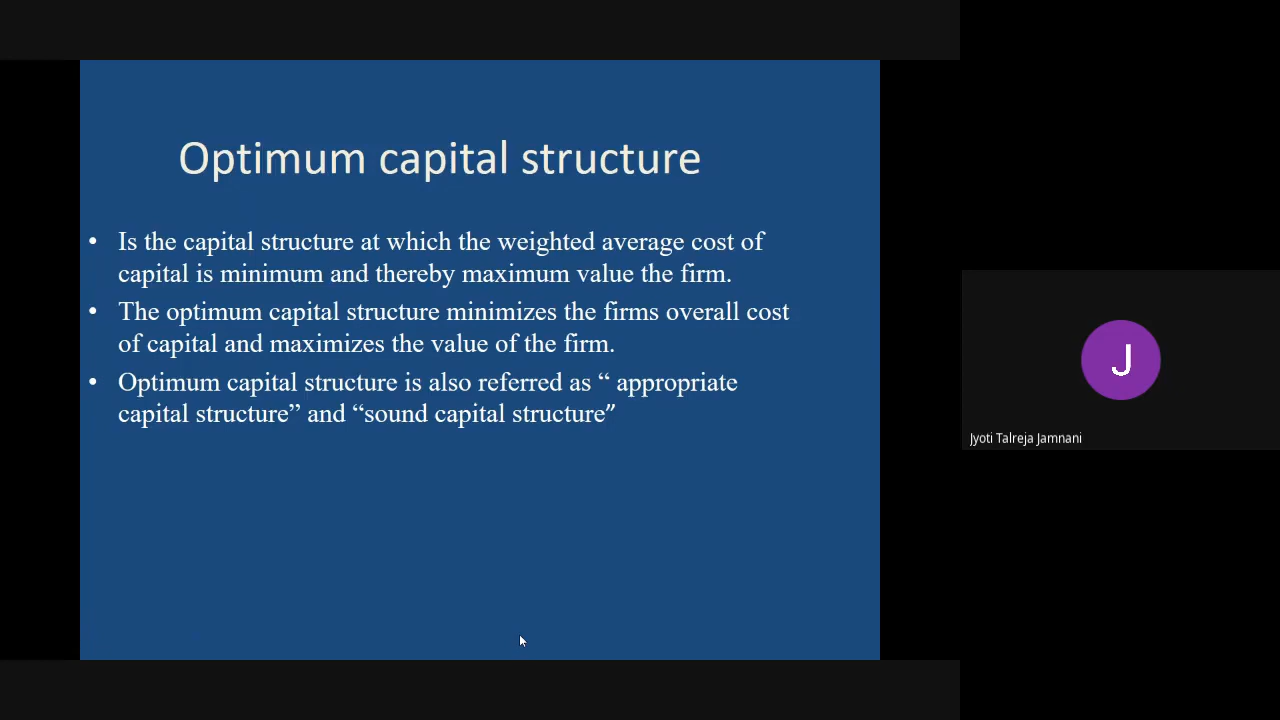 Optimum capital structure
• Is the capital structure at which the weighted average cost of
capital is minimum and thereby maximum value the firm.
• The optimum capital structure minimizes the firms overall cost
of capital and maximizes the value of the firm.
• Optimum capital structure is also referred as “ appropriate
capital structure” and “sound capital structure”
J
Jyoti Talreja Jamnani